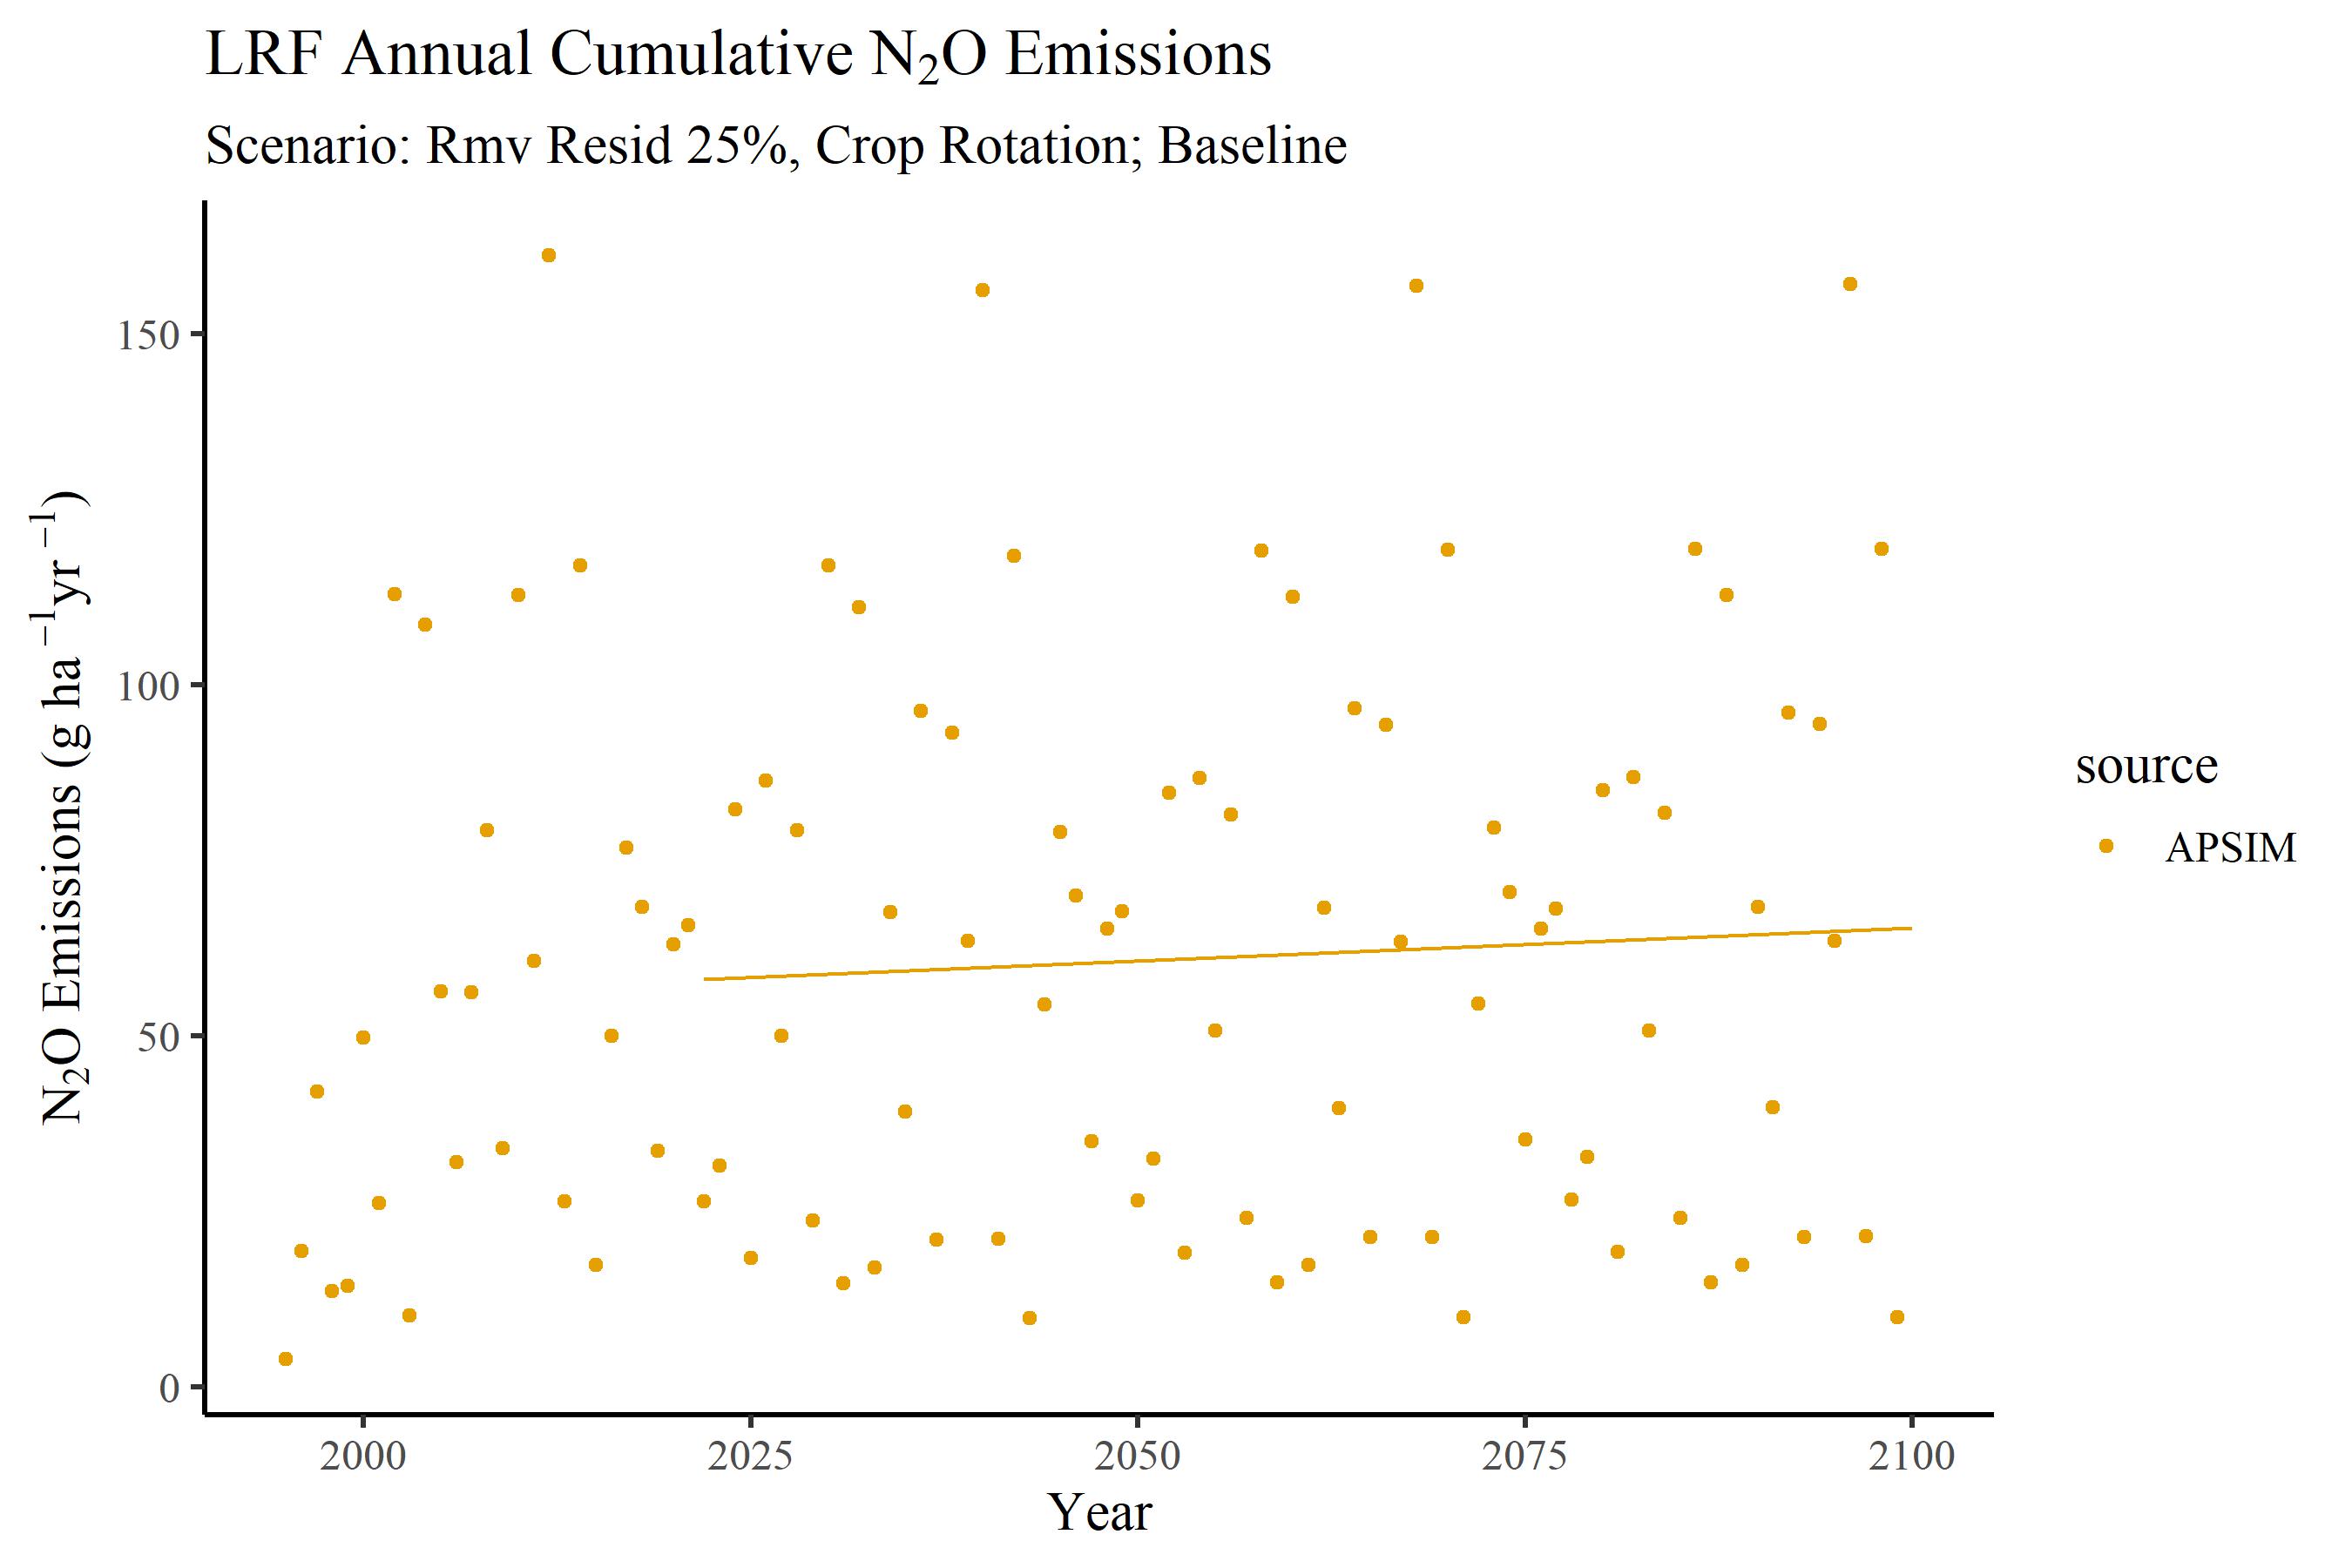 LRF Annual Cumulative N₂O Emissions
Scenario: Rmv Resid 25%, Crop Rotation; Baseline
N₂O Emissions (g ha⁻¹yr⁻¹)
150
100
50
0
2000 2025 2050 2075 2100
Year
source
APSIM